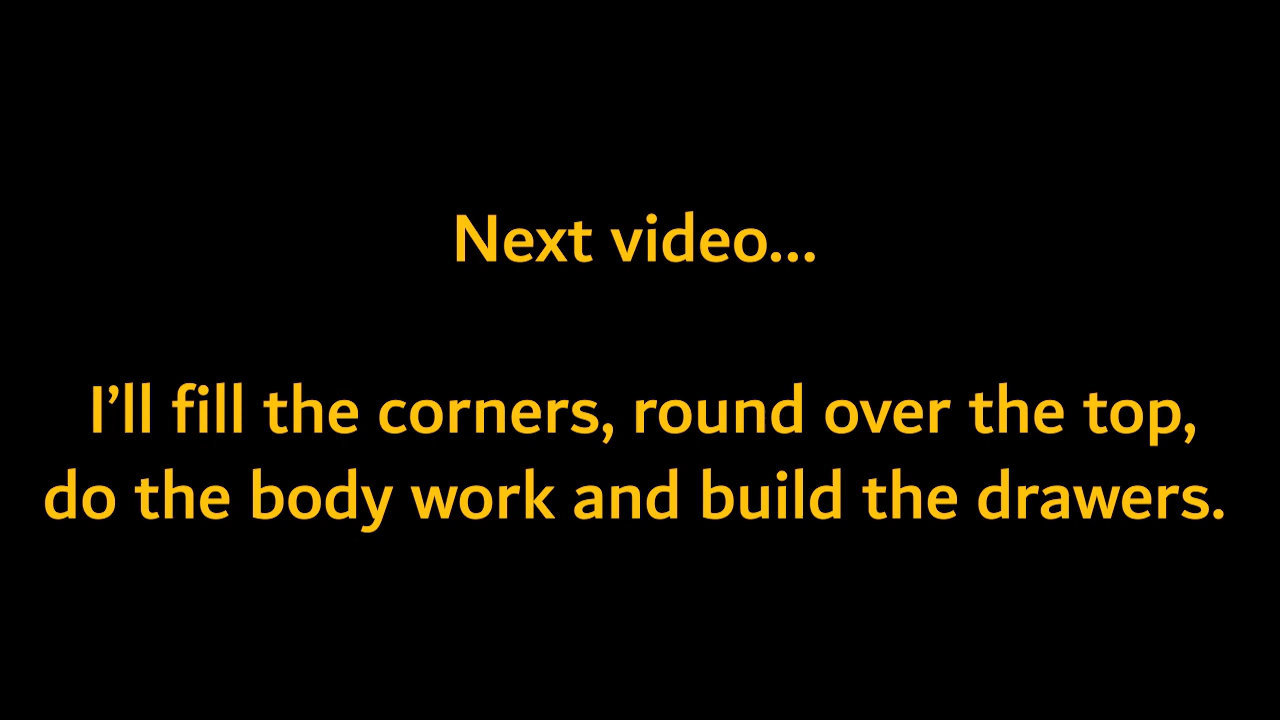 Next video...
I’ll fill the corners, round over the top,
do the body work and build the drawers.